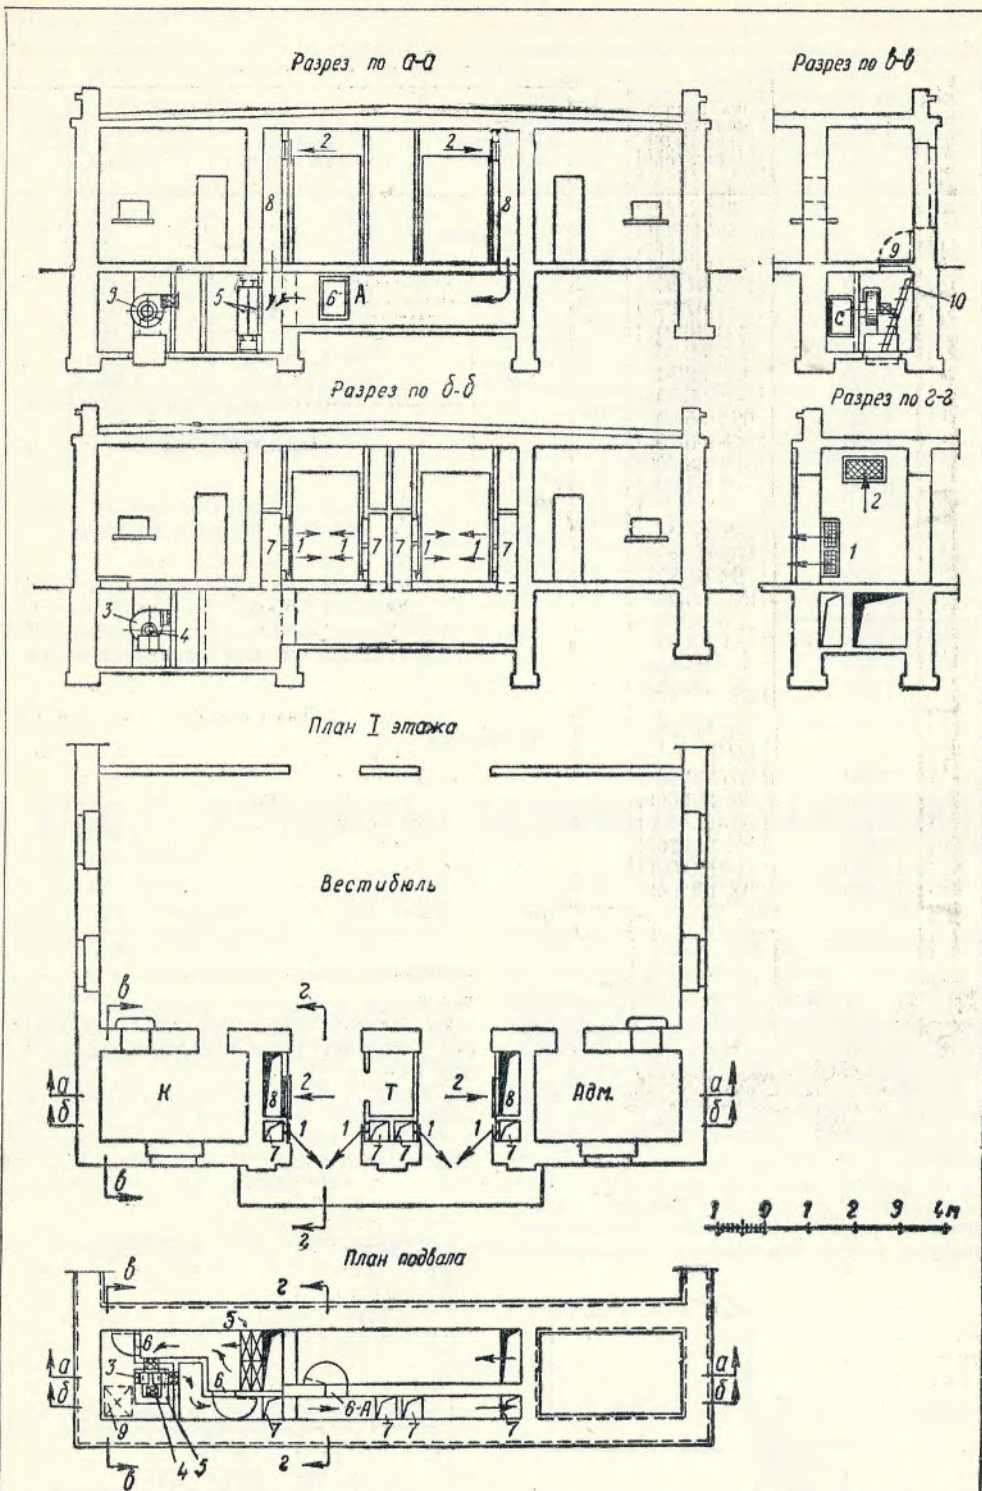 Разрез по а-а
Разрез по в-в
2 2
8 8
3 5 6 А
9
С
10
Разрез по б-б
Разрез по г-г
7 1 1 7 7 1 1 7
3 4
2
1
План I этажа
Вестибюль
в г
а К 8 2 Т 2 8 Адм. а
б б
1 1 1 1
7 7 7 7
в
г
1 0 1 2 3 4 м
План подвала
в г 5
а 6 а
3
б 6 б
9 4 5 7 6-А 7 7 7
в г